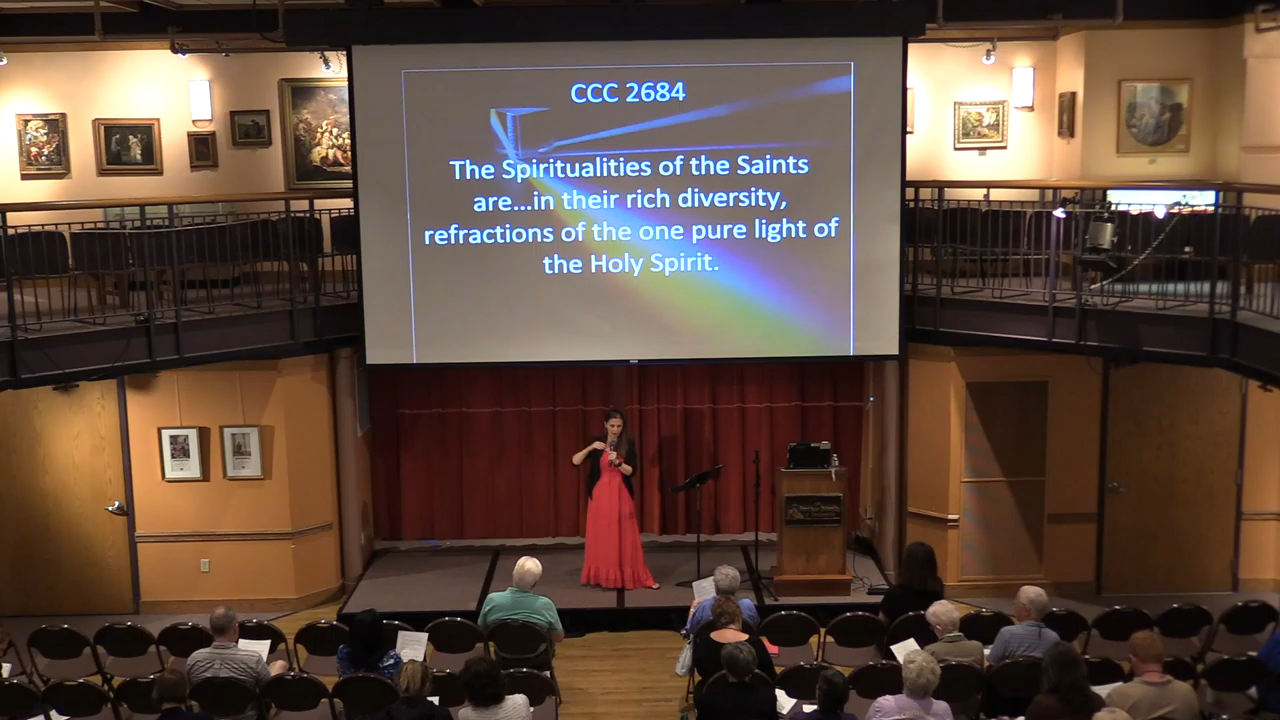 CCC 2684
The Spiritualities of the Saints
are...in their rich diversity,
refractions of the one pure light of
the Holy Spirit.